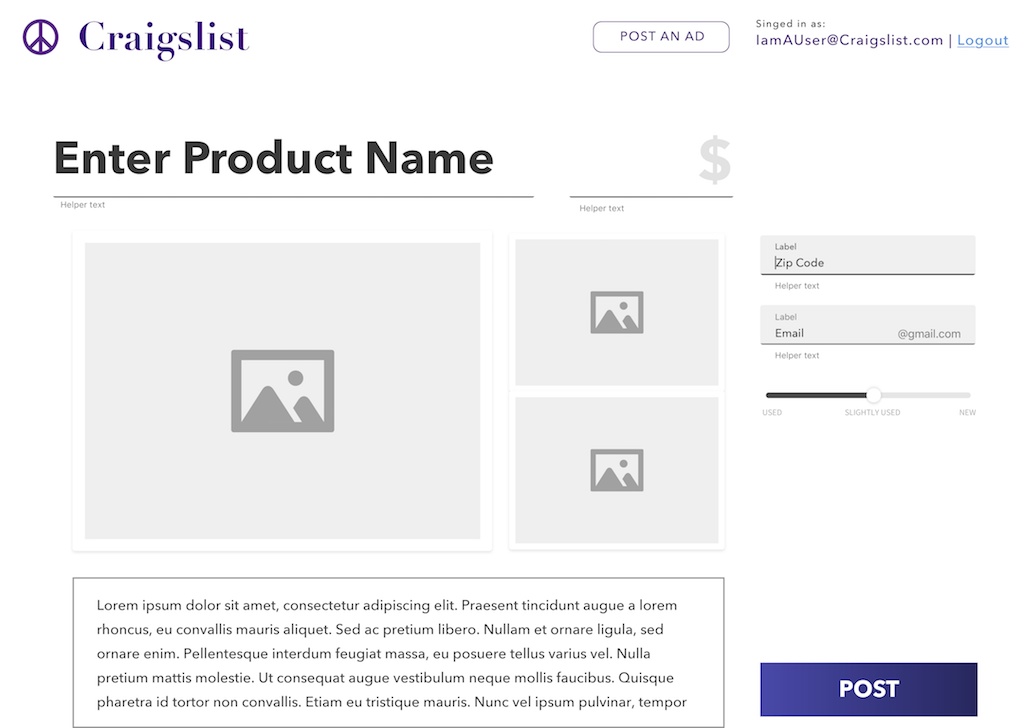 Craigslist
POST AN AD
Singed in as:
IamAUser@Craigslist.com | Logout
Enter Product Name
$
Helper text
Helper text
Label
Zip Code
Helper text
Label
Email @gmail.com
Helper text
USED SLIGHTLY USED NEW
Lorem ipsum dolor sit amet, consectetur adipiscing elit. Praesent tincidunt augue a lorem
rhoncus, eu convallis mauris aliquet. Sed ac pretium libero. Nullam et ornare ligula, sed
ornare enim. Pellentesque interdum feugiat massa, eu posuere tellus varius vel. Nulla
pretium mattis molestie. Ut consequat augue vestibulum neque mollis faucibus. Quisque
pharetra id tortor non convallis. Etiam eu tristique mauris. Nunc vel ipsum pulvinar, tempor
POST